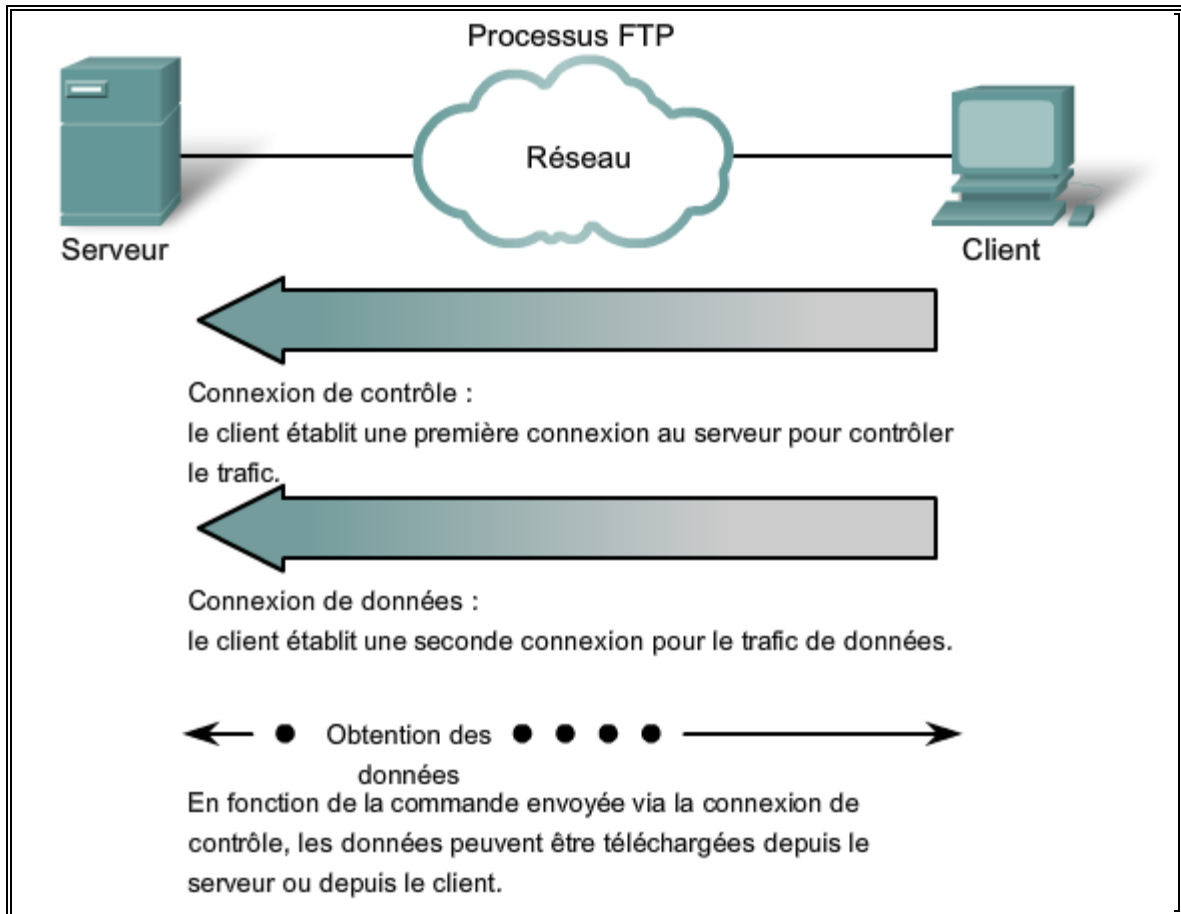 Processus FTP
Réseau
Serveur
Client
Connexion de contrôle :
le client établit une première connexion au serveur pour contrôler
le trafic.
Connexion de données :
le client établit une seconde connexion pour le trafic de données.
Obtention des
données
En fonction de la commande envoyée via la connexion de
contrôle, les données peuvent être téléchargées depuis le
serveur ou depuis le client.